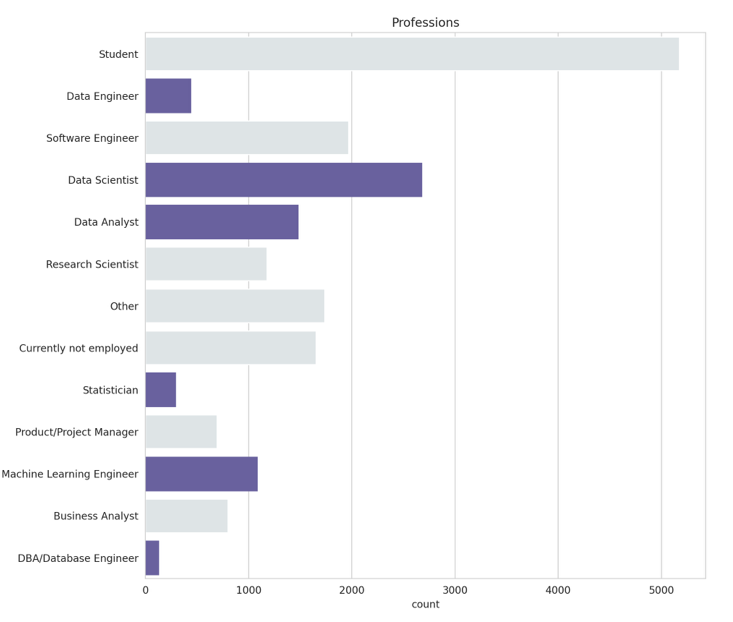 Professions
Student
Data Engineer
Software Engineer
Data Scientist
Data Analyst
Research Scientist
Other
Currently not employed
Statistician
Product/Project Manager
Machine Learning Engineer
Business Analyst
DBA/Database Engineer
0 1000 2000 3000 4000 5000
count